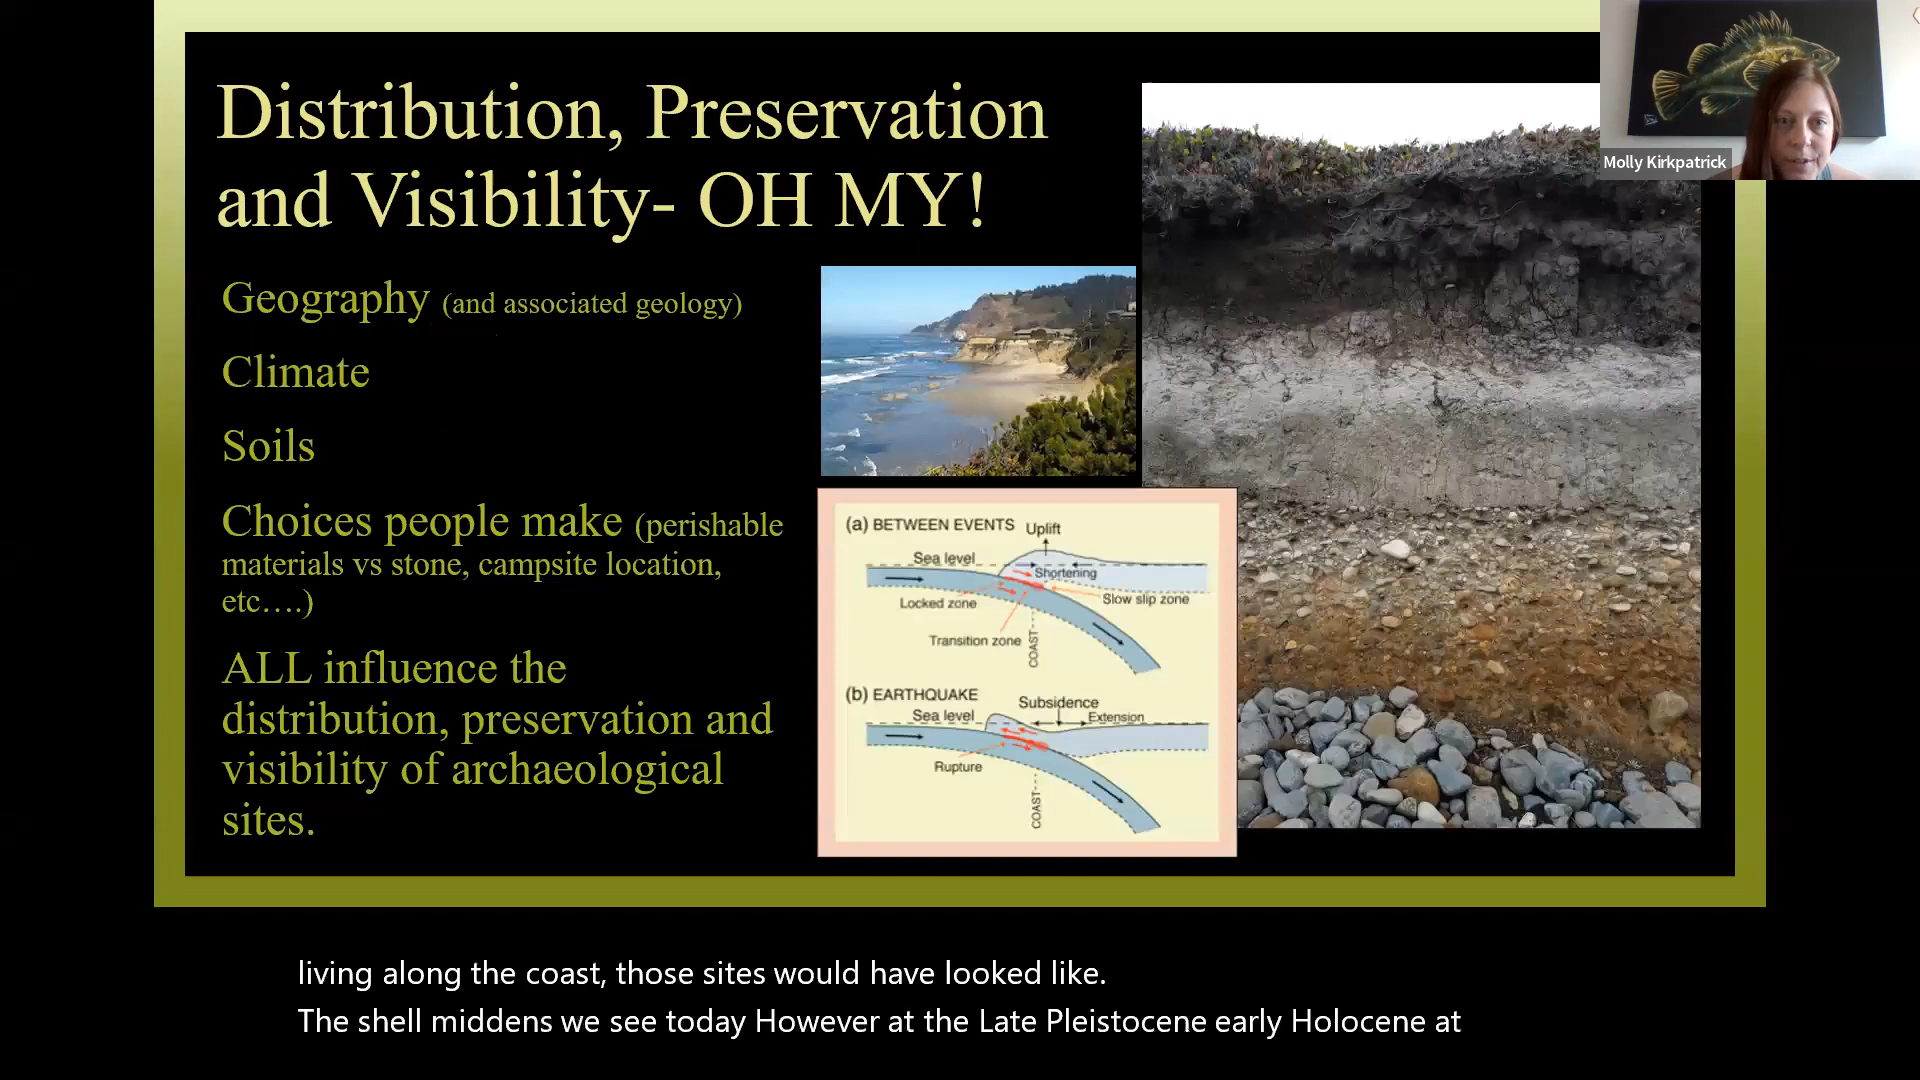 Distribution, Preservation
and Visibility- OH MY!
Geography (and associated geology)
Climate
Soils
Choices people make (perishable
materials vs stone, campsite location,
etc….)
ALL influence the
distribution, preservation and
visibility of archaeological
sites.
(a) BETWEEN EVENTS
Uplift
Sea level
Shortening
Locked zone
Slow slip zone
Transition zone
COAST
(b) EARTHQUAKE
Subsidence
Sea level
Extension
Rupture
COAST
Molly Kirkpatrick
living along the coast, those sites would have looked like.
The shell middens we see today However at the Late Pleistocene early Holocene at